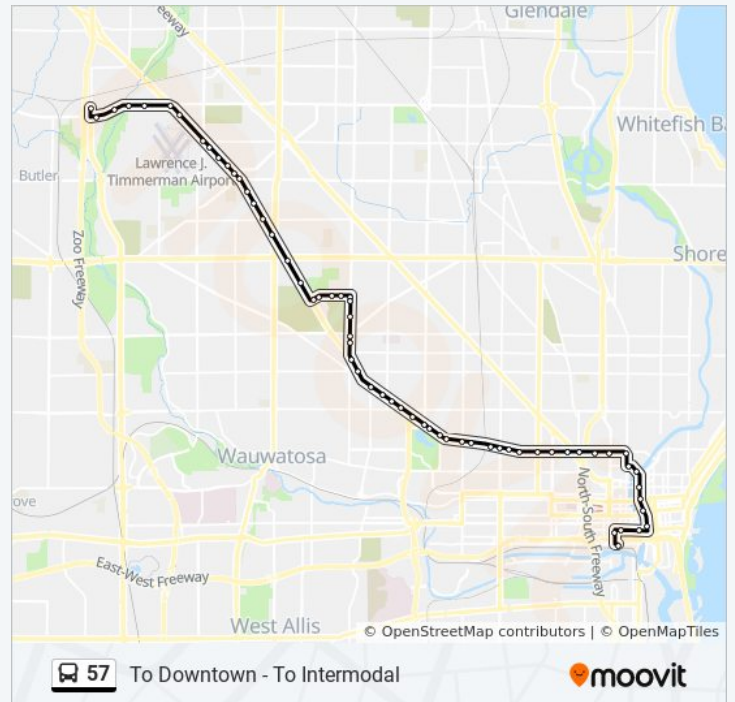 Glendale
eeway
Whitefish Ba
Lawrence J.
Timmerman Airport
Butler
Zoo Freeway
Shore
Wauwatosa
ove
North-South Freeway
East-West Freeway
West Allis
© OpenStreetMap contributors | © OpenMapTiles
57 To Downtown - To Intermodal
moovit